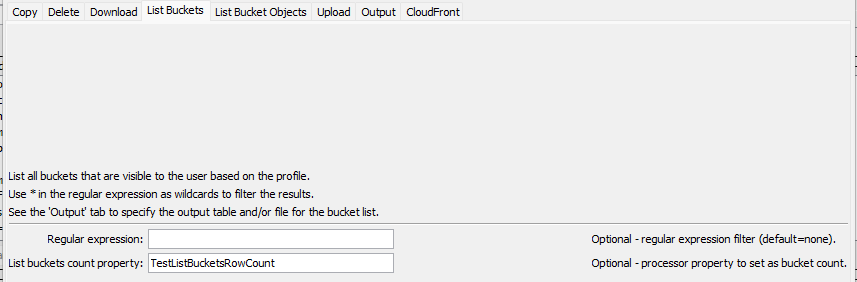 Copy Delete Download List Buckets List Bucket Objects Upload Output CloudFront
List all buckets that are visible to the user based on the profile.
Use * in the regular expression as wildcards to filter the results.
See the 'Output' tab to specify the output table and/or file for the bucket list.
Regular expression: Optional - regular expression filter (default=none).
List buckets count property: TestListBucketsRowCount Optional - processor property to set as bucket count.